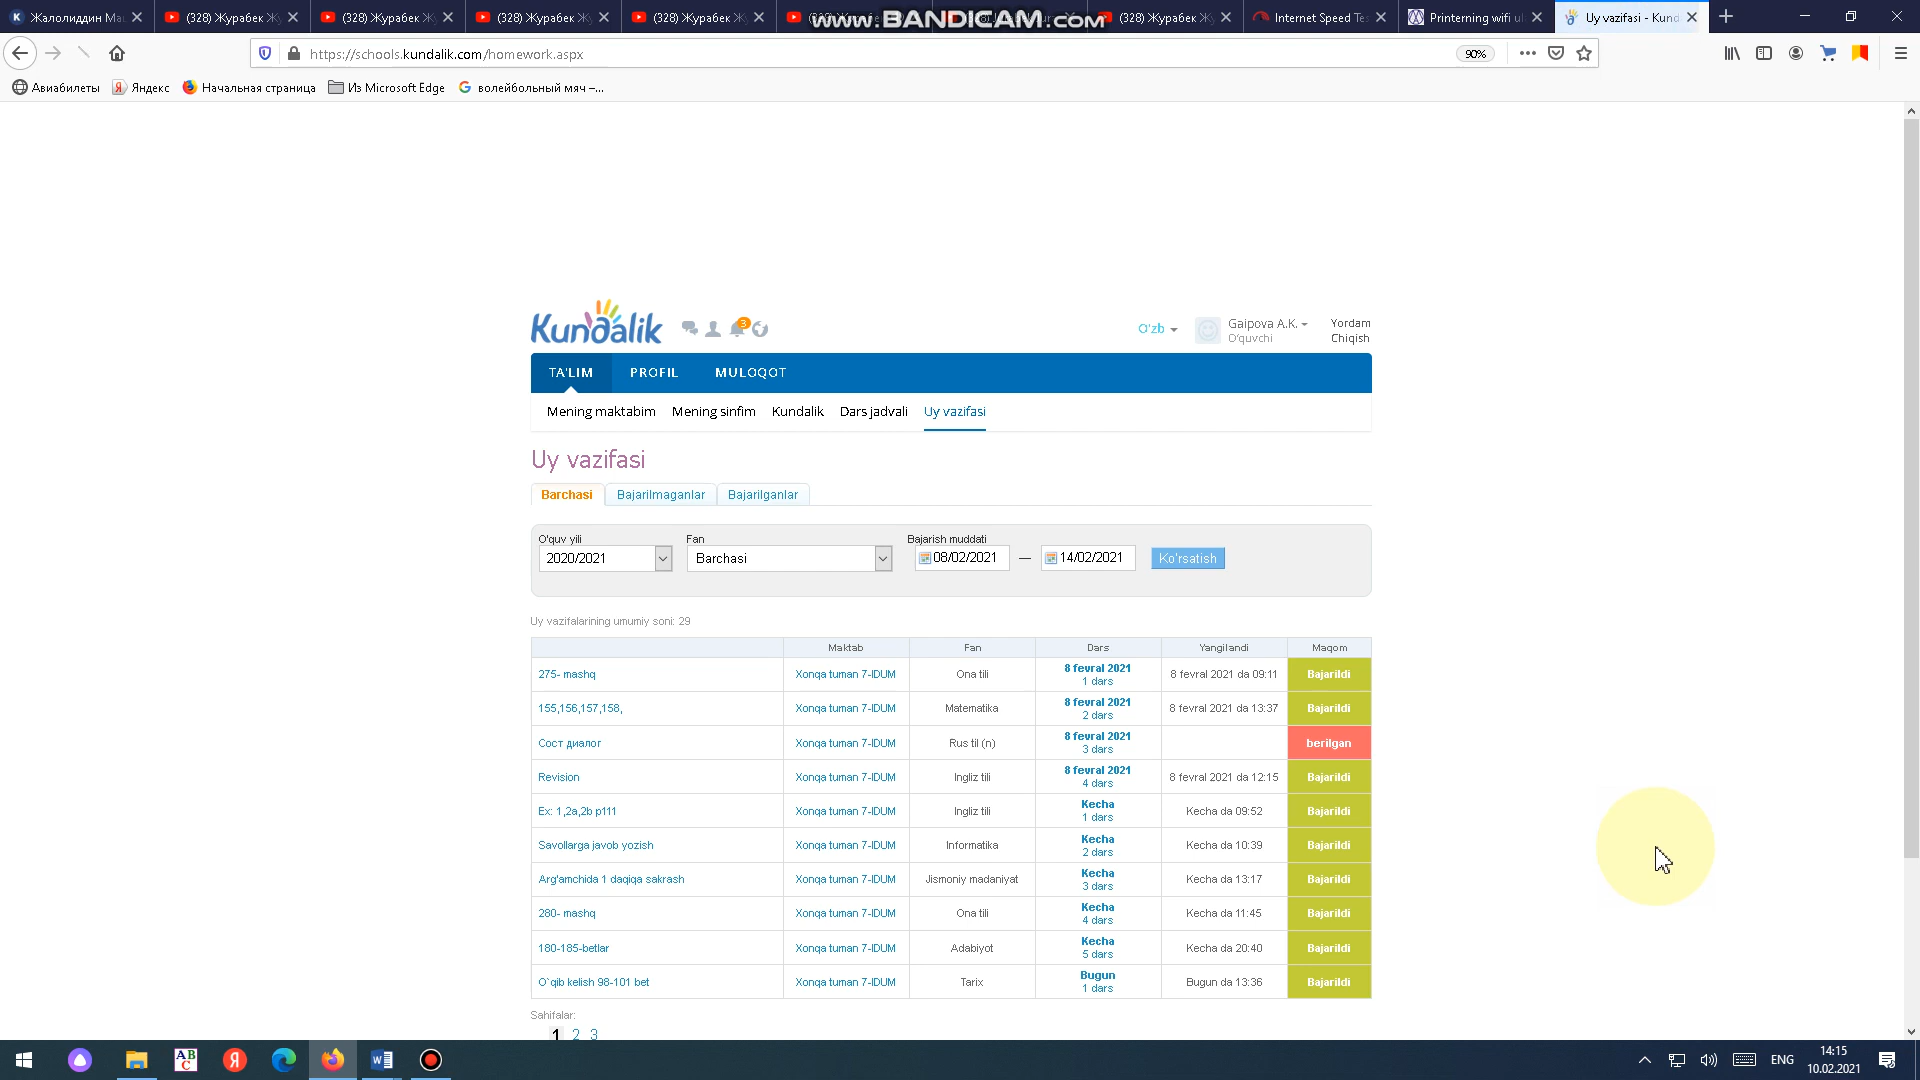 Жалолиддин Ма
(328) Журабек Ж
(328) Журабек Ж
(328) Журабек Ж
(328) Журабек Ж
(328) Журабек Ж
Internet Speed Tes
Printerning wifi u
Uy vazifasi - Kund
www.BANDICAM.com
https://schools.kundalik.com/homework.aspx
90%
Авиабилеты
Яндекс
Начальная страница
Из Microsoft Edge
волейбольный мяч –...
Kundalik
3
O'zb
Gaipova A.K.
O'quvchi
Yordam
Chiqish
TA'LIM PROFIL MULOQOT
Mening maktabim Mening sinfim Kundalik Dars jadvali Uy vazifasi
Uy vazifasi
Barchasi Bajarilmaganlar Bajarilganlar
O'quv yili Fan Bajarish muddati
2020/2021 Barchasi 08/02/2021 — 14/02/2021 Ko'rsatish
Uy vazifalarining umumiy soni: 29
Maktab Fan Dars Yangilandi Maqom
275- mashq Xonqa tuman 7-IDUM Ona tili 8 fevral 2021 1 dars 8 fevral 2021 da 09:11 Bajarildi
155,156,157,158, Xonqa tuman 7-IDUM Matematika 8 fevral 2021 2 dars 8 fevral 2021 da 13:37 Bajarildi
Сост диалог Xonqa tuman 7-IDUM Rus til (n) 8 fevral 2021 3 dars berilgan
Revision Xonqa tuman 7-IDUM Ingliz tili 8 fevral 2021 4 dars 8 fevral 2021 da 12:15 Bajarildi
Ex: 1,2a,2b p111 Xonqa tuman 7-IDUM Ingliz tili Kecha 1 dars Kecha da 09:52 Bajarildi
Savollarga javob yozish Xonqa tuman 7-IDUM Informatika Kecha 2 dars Kecha da 10:39 Bajarildi
Arg'amchida 1 daqiqa sakrash Xonqa tuman 7-IDUM Jismoniy madaniyat Kecha 3 dars Kecha da 13:17 Bajarildi
280- mashq Xonqa tuman 7-IDUM Ona tili Kecha 4 dars Kecha da 11:45 Bajarildi
180-185-betlar Xonqa tuman 7-IDUM Adabiyot Kecha 5 dars Kecha da 20:40 Bajarildi
O`qib kelish 98-101 bet Xonqa tuman 7-IDUM Tarix Bugun 1 dars Bugun da 13:36 Bajarildi
Sahifalar:
1 2 3
ENG
14:15
10.02.2021